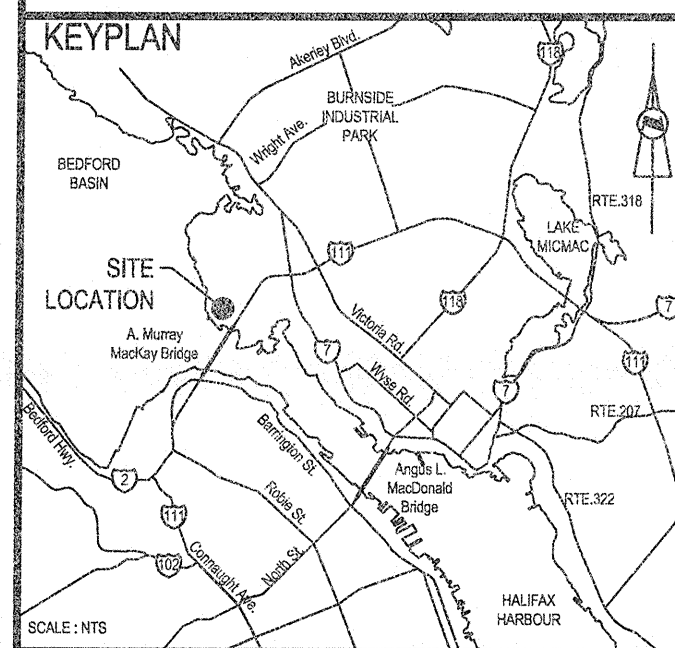 KEYPLAN
Akerley Blvd.
118
BURNSIDE
INDUSTRIAL
PARK
Wright Ave.
BEDFORD
BASIN
RTE.318
LAKE
MICMAC
111
SITE
LOCATION
118
7
A. Murray
MacKay Bridge
Victoria Rd.
7
Wyse Rd.
111
7
Bedford Hwy.
Barrington St.
RTE.207
2
Angus L.
MacDonald
Bridge
Robie St.
RTE.322
111
102
Connaught Ave.
North St.
HALIFAX
HARBOUR
SCALE : NTS